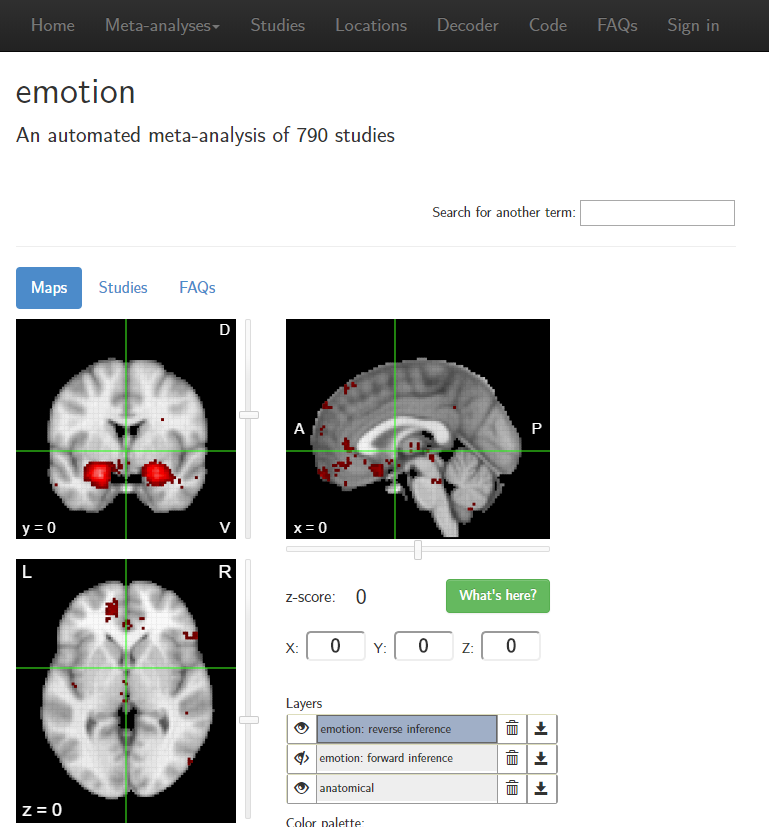 Home Meta-analyses Studies Locations Decoder Code FAQs Sign in
emotion
An automated meta-analysis of 790 studies
Search for another term:
Maps Studies FAQs
D
y = 0 V
A P
x = 0
L R
z = 0
z-score: 0 What's here?
X: 0 Y: 0 Z: 0
Layers
emotion: reverse inference
emotion: forward inference
anatomical
Color palette: